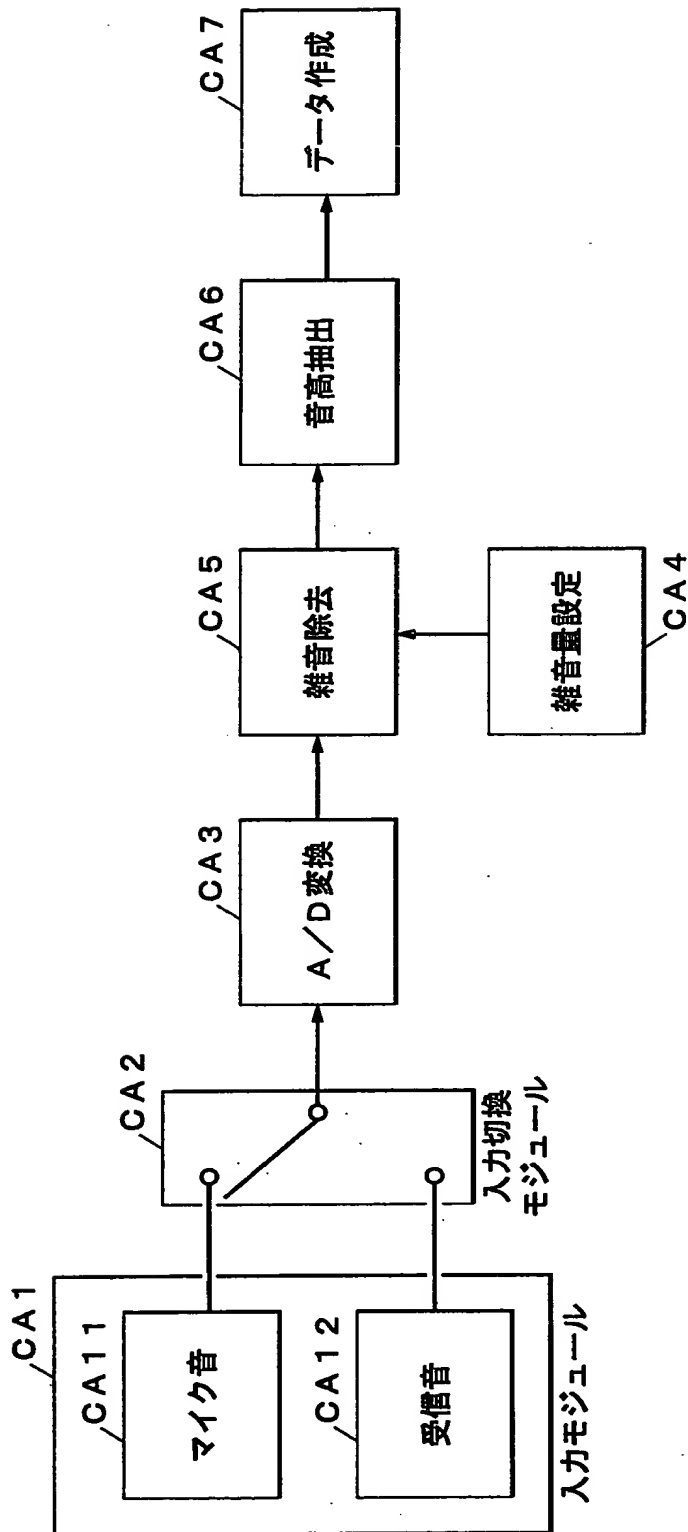 CA1
CA11
マイク音
CA12
受信音
入力モジュール
CA2
入力切換
モジュール
CA3
A/D変換
CA5
雑音除去
雑音量設定
CA4
CA6
音高抽出
CA7
データ作成